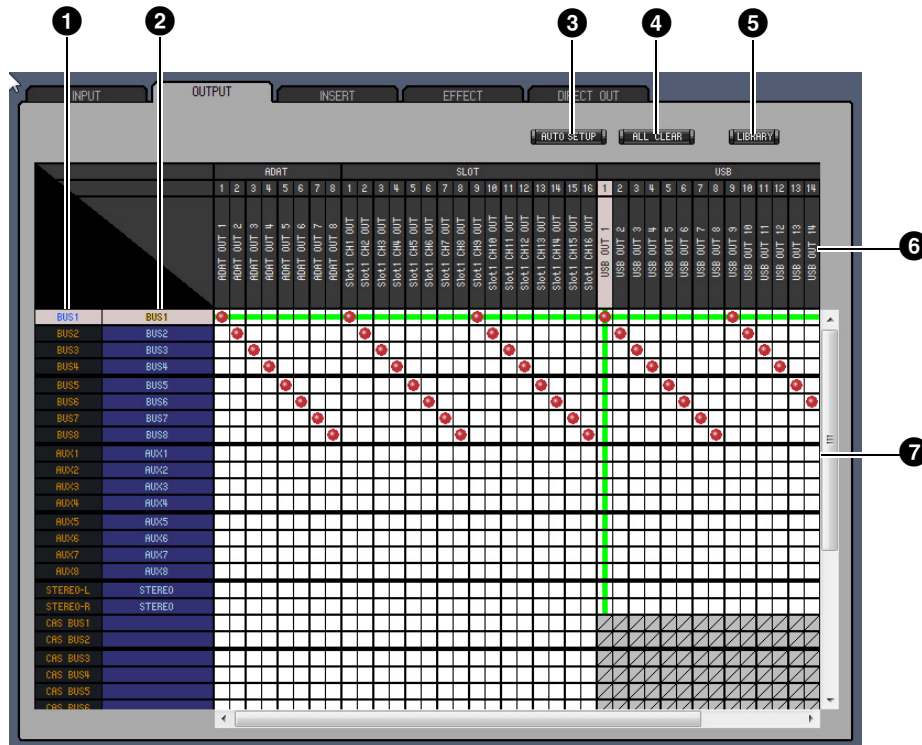 1 2 3 4 5
INPUT OUTPUT INSERT EFFECT DIRECT OUT
AUTO SETUP ALL CLEAR LIBRARY
ADAT SLOT USB
1 2 3 4 5 6 7 8 1 2 3 4 5 6 7 8 9 10 11 12 13 14 15 16 1 2 3 4 5 6 7 8 9 10 11 12 13 14
ADAT OUT 1
ADAT OUT 2
ADAT OUT 3
ADAT OUT 4
ADAT OUT 5
ADAT OUT 6
ADAT OUT 7
ADAT OUT 8
Slot1 CH1 OUT
Slot1 CH2 OUT
Slot1 CH3 OUT
Slot1 CH4 OUT
Slot1 CH5 OUT
Slot1 CH6 OUT
Slot1 CH7 OUT
Slot1 CH8 OUT
Slot1 CH9 OUT
Slot1 CH10 OUT
Slot1 CH11 OUT
Slot1 CH12 OUT
Slot1 CH13 OUT
Slot1 CH14 OUT
Slot1 CH15 OUT
Slot1 CH16 OUT
USB OUT 1
USB OUT 2
USB OUT 3
USB OUT 4
USB OUT 5
USB OUT 6
USB OUT 7
USB OUT 8
USB OUT 9
USB OUT 10
USB OUT 11
USB OUT 12
USB OUT 13
USB OUT 14
6
BUS1 BUS1
BUS2 BUS2
BUS3 BUS3
BUS4 BUS4
BUS5 BUS5
BUS6 BUS6
BUS7 BUS7
BUS8 BUS8
7
AUX1 AUX1
AUX2 AUX2
AUX3 AUX3
AUX4 AUX4
AUX5 AUX5
AUX6 AUX6
AUX7 AUX7
AUX8 AUX8
STEREO-L STEREO
STEREO-R STEREO
CAS BUS1
CAS BUS2
CAS BUS3
CAS BUS4
CAS BUS5
CAS BUS6